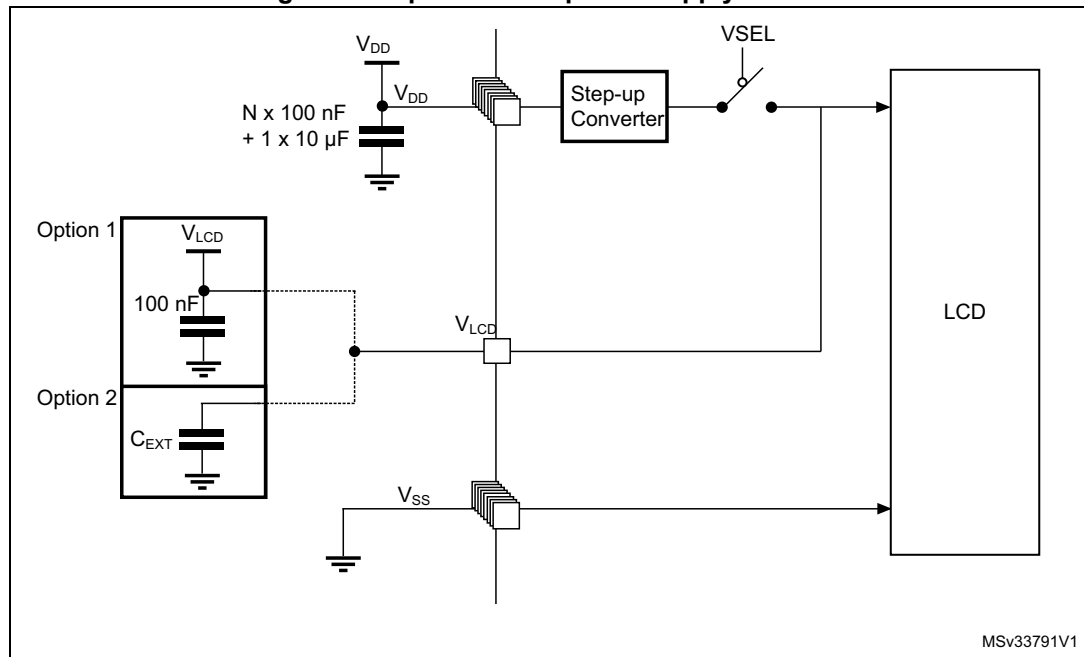 VSEL
VDD
VDD
N x 100 nF
+ 1 x 10 µF
Step-up
Converter
Option 1
VLCD
100 nF
VLCD
LCD
Option 2
CEXT
VSS
MSv33791V1